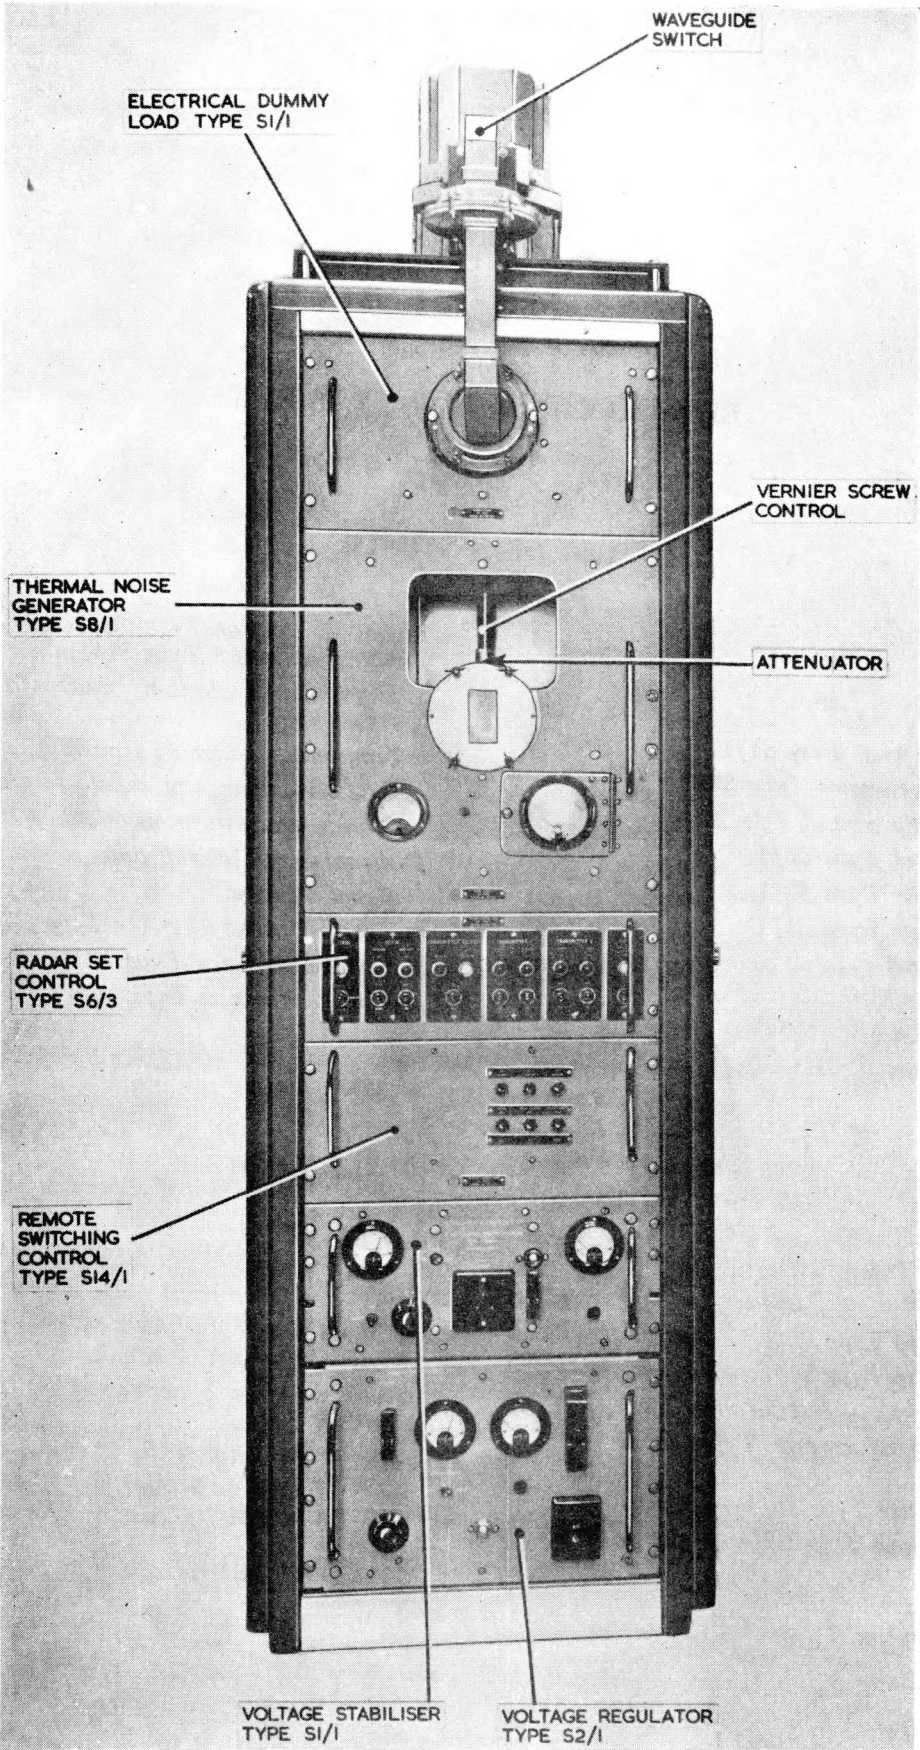 WAVEGUIDE
SWITCH
ELECTRICAL DUMMY
LOAD TYPE S1/1
VERNIER SCREW
CONTROL
THERMAL NOISE
GENERATOR
TYPE S8/1
ATTENUATOR
RADAR SET
CONTROL
TYPE S6/3
REMOTE
SWITCHING
CONTROL
TYPE S14/1
VOLTAGE STABILISER
TYPE S1/1
VOLTAGE REGULATOR
TYPE S2/1